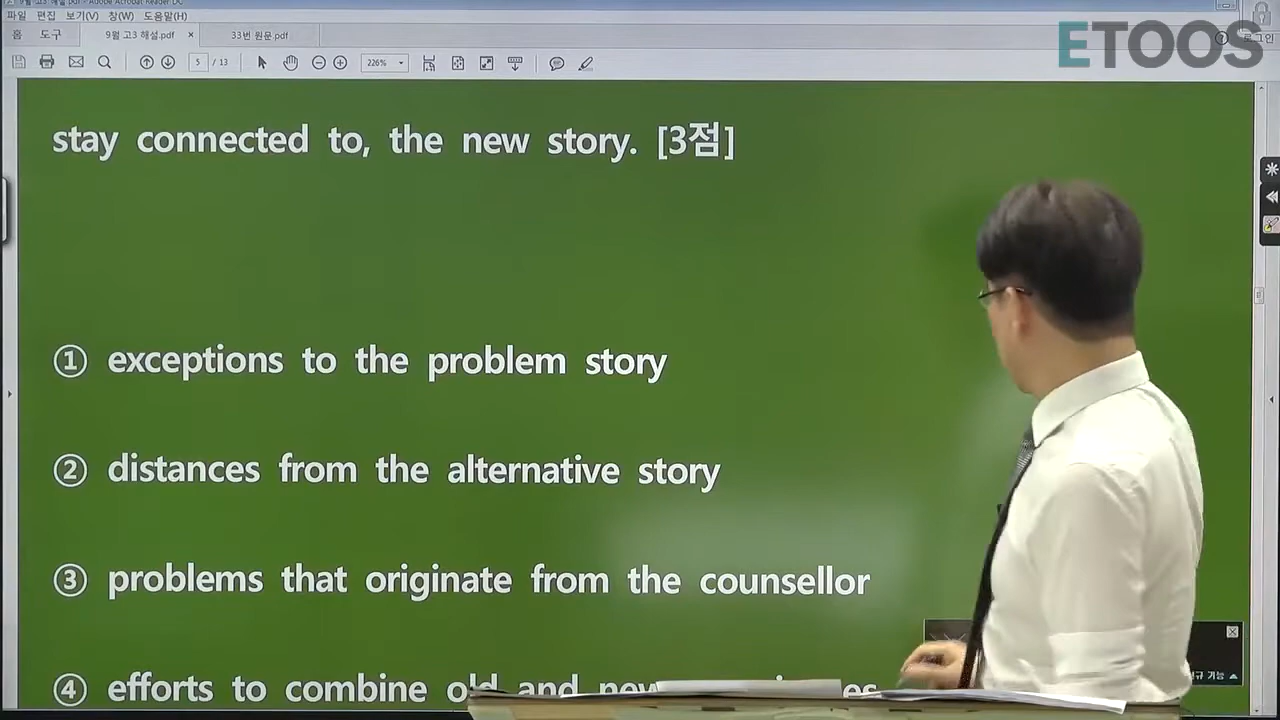 파일 편집 보기(V) 창(W) 도움말(H)
홈 도구 9월 고3 해설.pdf × 33번 원문.pdf
ETOOS
5 / 13 226%
stay connected to, the new story. [3점]
① exceptions to the problem story
② distances from the alternative story
③ problems that originate from the counsellor
④ efforts to combine old and new